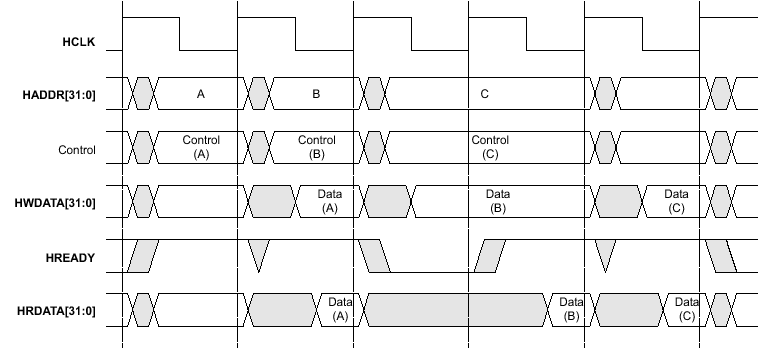 HCLK
HADDR[31:0] A B C
Control Control Control Control
(A) (B) (C)
HWDATA[31:0] Data Data Data
(A) (B) (C)
HREADY
HRDATA[31:0] Data Data Data
(A) (B) (C)